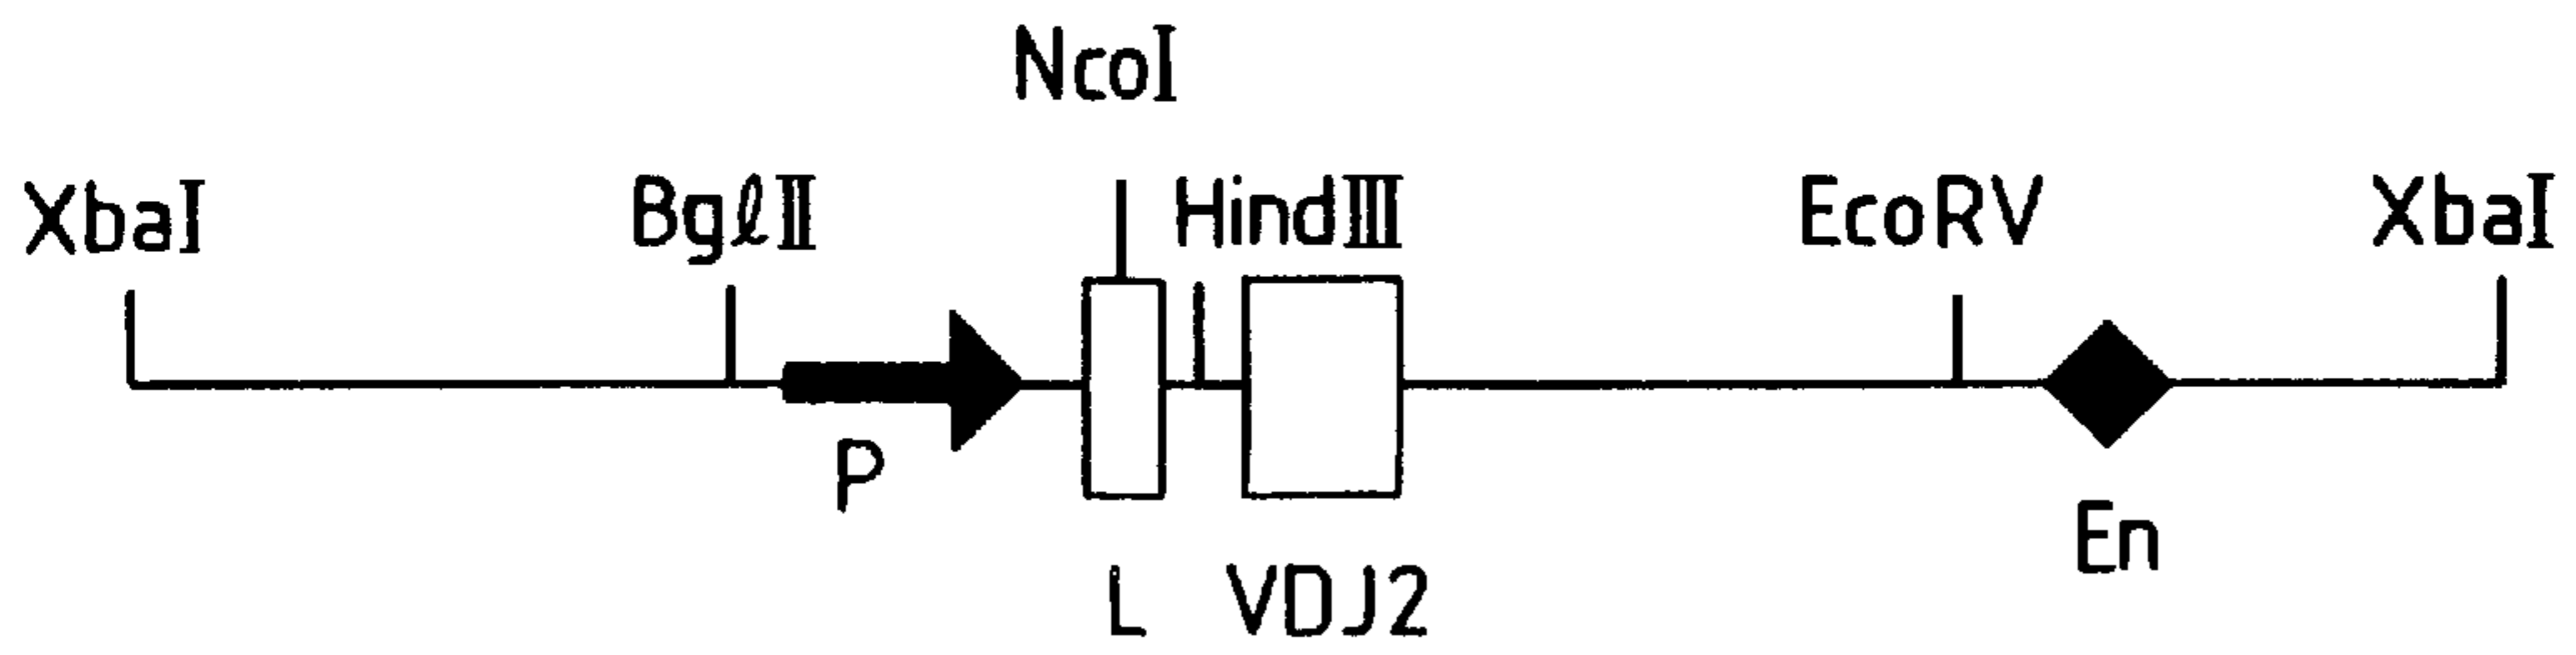 NcoI
XbaI BglII HindIII EcoRV XbaI
P
En
L VDJ2